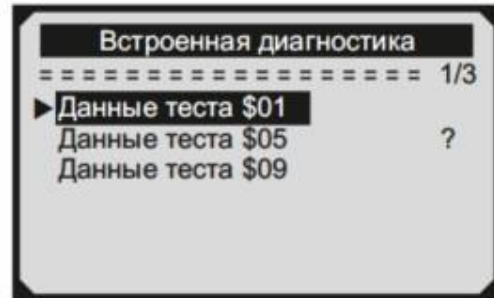 Встроенная диагностика
= = = = = = = = = = = = = = = = = = 1/3
▶Данные теста $01
Данные теста $05 ?
Данные теста $09